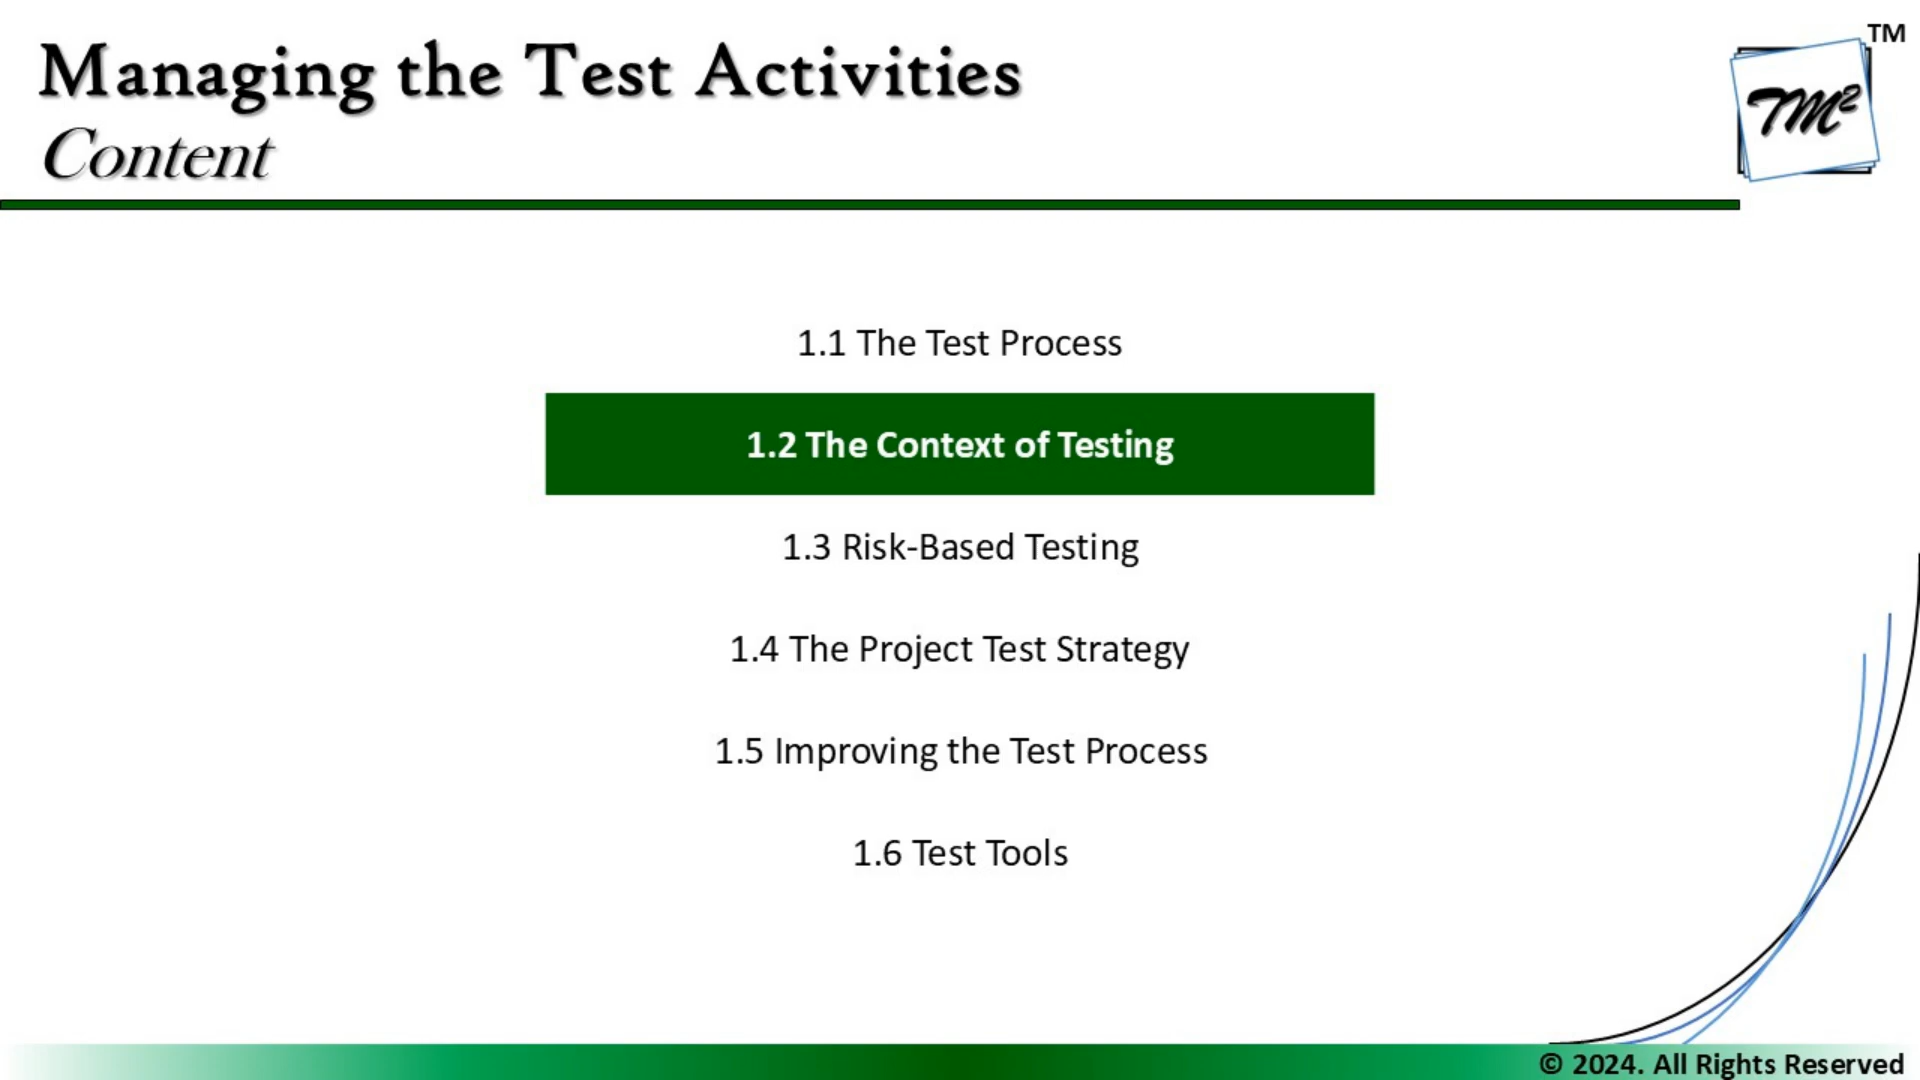 Managing the Test Activities
Content
TM
TM²
1.1 The Test Process
1.2 The Context of Testing
1.3 Risk-Based Testing
1.4 The Project Test Strategy
1.5 Improving the Test Process
1.6 Test Tools
© 2024. All Rights Reserved